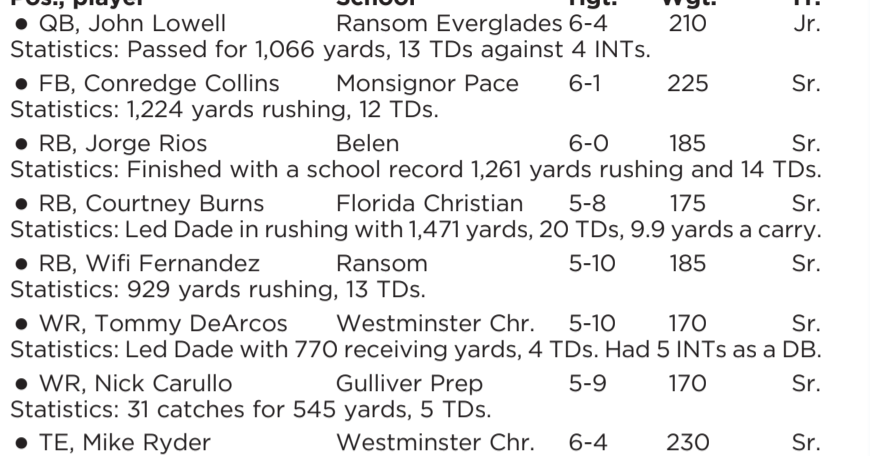 Pos., player School Hgt. Wgt. Yr.
• QB, John Lowell Ransom Everglades 6-4 210 Jr.
Statistics: Passed for 1,066 yards, 13 TDs against 4 INTs.
• FB, Conredge Collins Monsignor Pace 6-1 225 Sr.
Statistics: 1,224 yards rushing, 12 TDs.
• RB, Jorge Rios Belen 6-0 185 Sr.
Statistics: Finished with a school record 1,261 yards rushing and 14 TDs.
• RB, Courtney Burns Florida Christian 5-8 175 Sr.
Statistics: Led Dade in rushing with 1,471 yards, 20 TDs, 9.9 yards a carry.
• RB, Wifi Fernandez Ransom 5-10 185 Sr.
Statistics: 929 yards rushing, 13 TDs.
• WR, Tommy DeArcos Westminster Chr. 5-10 170 Sr.
Statistics: Led Dade with 770 receiving yards, 4 TDs. Had 5 INTs as a DB.
• WR, Nick Carullo Gulliver Prep 5-9 170 Sr.
Statistics: 31 catches for 545 yards, 5 TDs.
• TE, Mike Ryder Westminster Chr. 6-4 230 Sr.